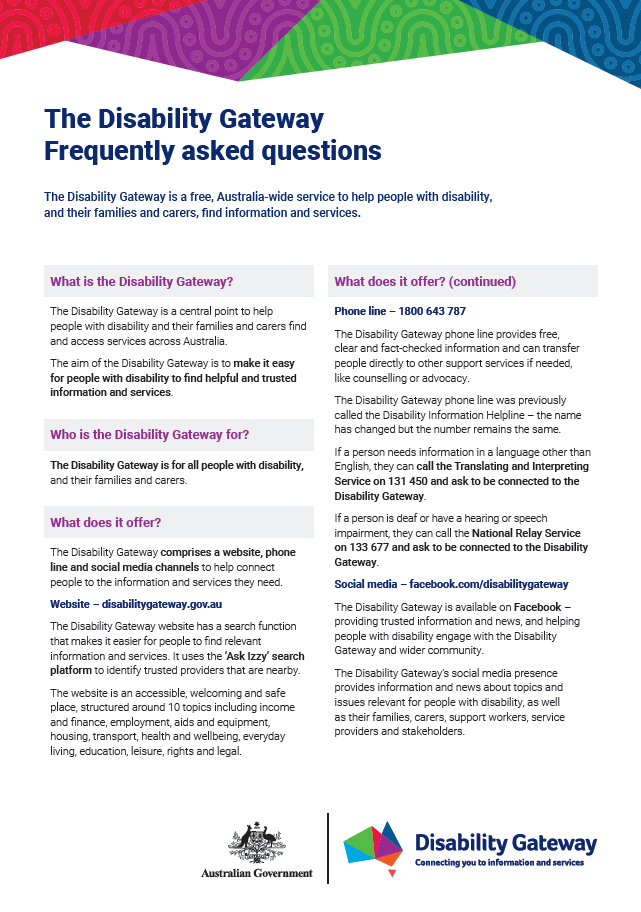 The Disability Gateway
Frequently asked questions
The Disability Gateway is a free, Australia-wide service to help people with disability,
and their families and carers, find information and services.
What is the Disability Gateway?
The Disability Gateway is a central point to help
people with disability and their families and carers find
and access services across Australia.
The aim of the Disability Gateway is to make it easy
for people with disability to find helpful and trusted
information and services.
Who is the Disability Gateway for?
The Disability Gateway is for all people with disability,
and their families and carers.
What does it offer?
The Disability Gateway comprises a website, phone
line and social media channels to help connect
people to the information and services they need.
Website – disabilitygateway.gov.au
The Disability Gateway website has a search function
that makes it easier for people to find relevant
information and services. It uses the ‘Ask Izzy’ search
platform to identify trusted providers that are nearby.
The website is an accessible, welcoming and safe
place, structured around 10 topics including income
and finance, employment, aids and equipment,
housing, transport, health and wellbeing, everyday
living, education, leisure, rights and legal.
What does it offer? (continued)
Phone line – 1800 643 787
The Disability Gateway phone line provides free,
clear and fact-checked information and can transfer
people directly to other support services if needed,
like counselling or advocacy.
The Disability Gateway phone line was previously
called the Disability Information Helpline – the name
has changed but the number remains the same.
If a person needs information in a language other than
English, they can call the Translating and Interpreting
Service on 131 450 and ask to be connected to the
Disability Gateway.
If a person is deaf or have a hearing or speech
impairment, they can call the National Relay Service
on 133 677 and ask to be connected to the Disability
Gateway.
Social media – facebook.com/disabilitygateway
The Disability Gateway is available on Facebook –
providing trusted information and news, and helping
people with disability engage with the Disability
Gateway and wider community.
The Disability Gateway’s social media presence
provides information and news about topics and
issues relevant for people with disability, as well
as their families, carers, support workers, service
providers and stakeholders.
Australian Government
Disability Gateway
Connecting you to information and services